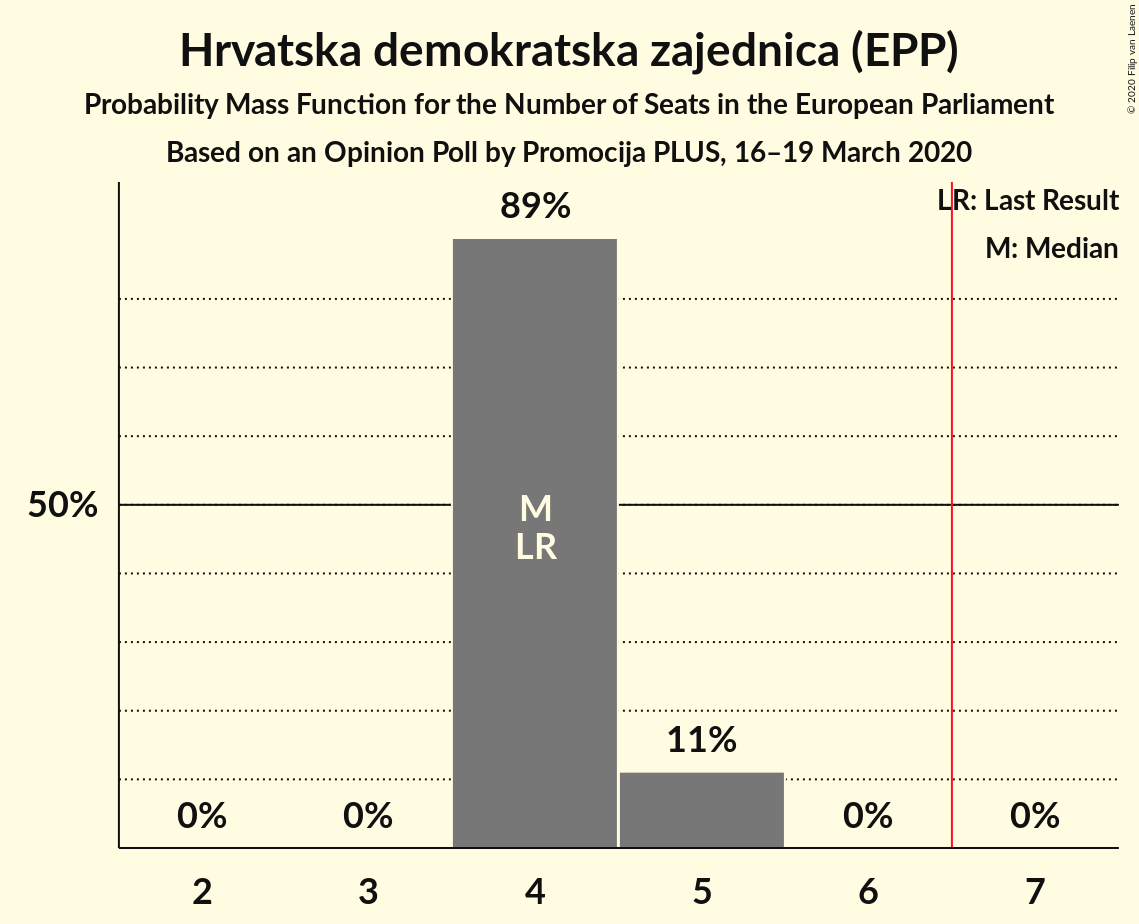 Hrvatska demokratska zajednica (EPP)
Probability Mass Function for the Number of Seats in the European Parliament
Based on an Opinion Poll by Promocija PLUS, 16–19 March 2020
© 2020 Filip van Laenen
LR: Last Result
M: Median
89%
50%
M
LR
11%
0%
0%
0%
0%
2
3
4
5
6
7